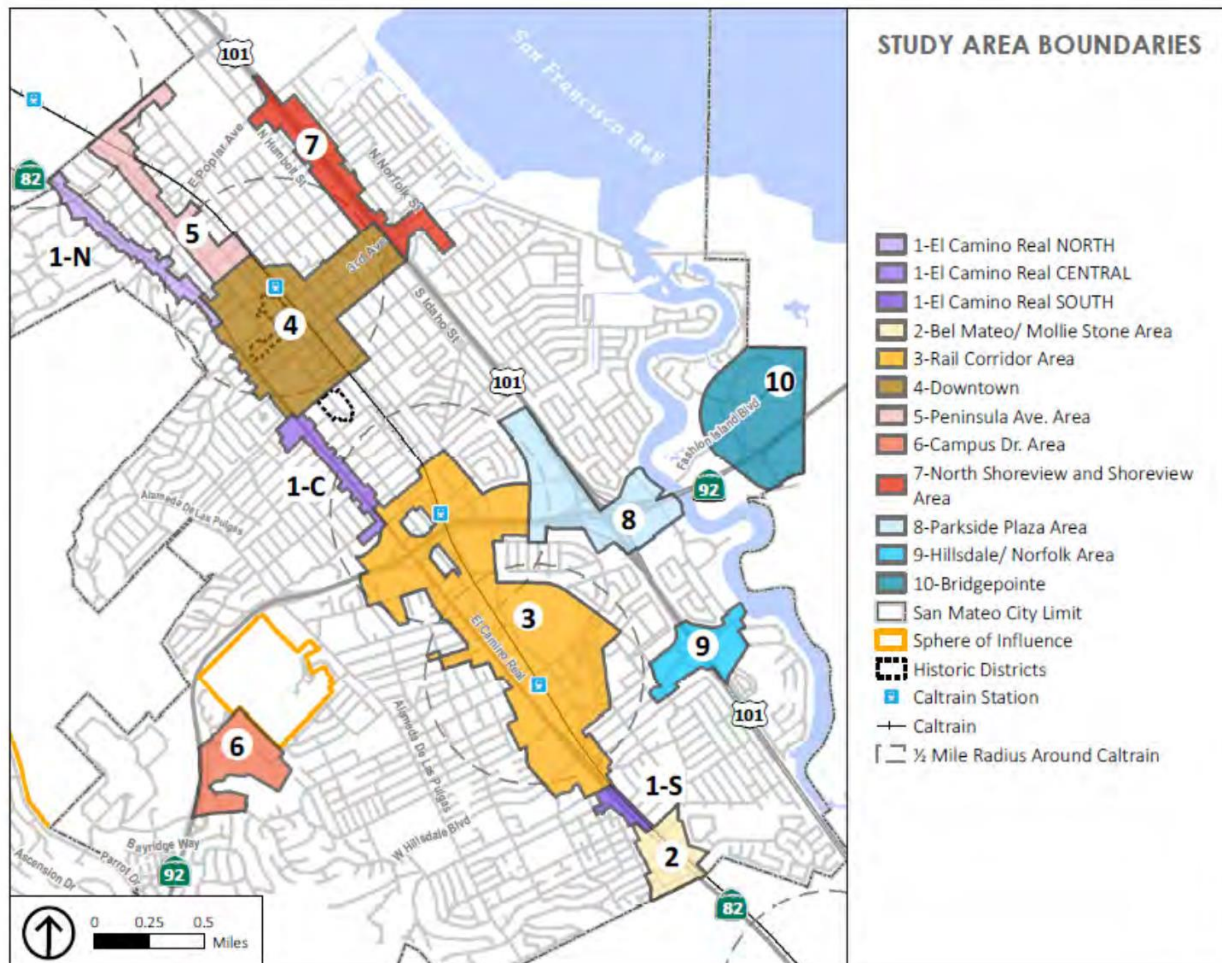 STUDY AREA BOUNDARIES
1-El Camino Real NORTH
1-El Camino Real CENTRAL
1-El Camino Real SOUTH
2-Bel Mateo/ Mollie Stone Area
3-Rail Corridor Area
4-Downtown
5-Peninsula Ave. Area
6-Campus Dr. Area
7-North Shoreview and Shoreview
Area
8-Parkside Plaza Area
9-Hillsdale/ Norfolk Area
10-Bridgepointe
San Mateo City Limit
Sphere of Influence
Historic Districts
Caltrain Station
Caltrain
½ Mile Radius Around Caltrain
San Francisco Bay
101
82
E Poplar Ave
N Humbolt St
7
N Norfolk St
1-N
5
3rd Ave
4
S Idaho St
101
10
Fashion Island Blvd
92
1-C
Alameda De Las Pulgas
8
3
El Camino Real
9
101
6
Alameda De Las Pulgas
1-S
W Hillsdale Blvd
2
82
Bayridge Way
Parrot Dr
Ascension Dr
92
0 0.25 0.5
Miles